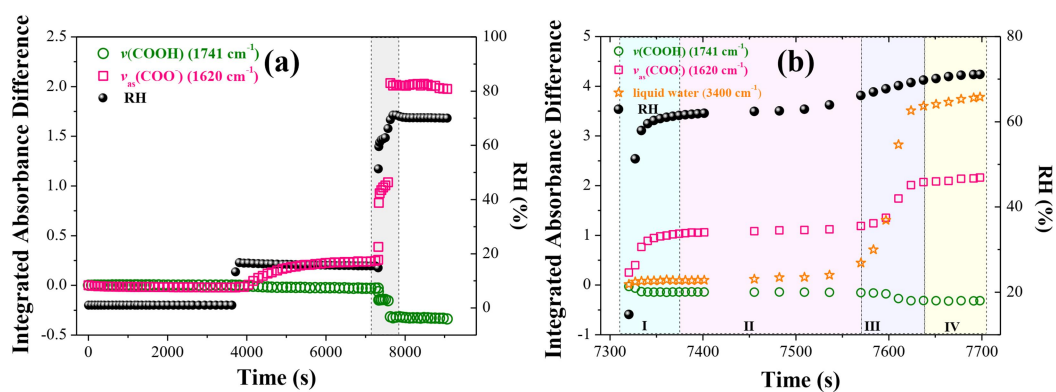 (a)
ν(COOH) (1741 cm⁻¹)
νas(COO⁻) (1620 cm⁻¹)
RH
Integrated Absorbance Difference
2.5
2.0
1.5
1.0
0.5
0.0
-0.5
0 2000 4000 6000 8000
Time (s)
100
80
60
40
20
0
RH (%)
(b)
ν(COOH) (1741 cm⁻¹)
νas(COO⁻) (1620 cm⁻¹)
liquid water (3400 cm⁻¹)
RH
Integrated Absorbance Difference
5
4
3
2
1
0
-1
I II III IV
7300 7400 7500 7600 7700
Time (s)
80
60
40
20
RH (%)